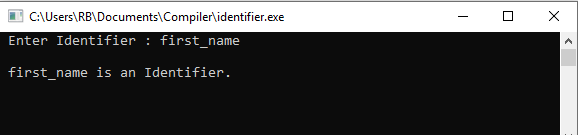 C:\Users\RB\Documents\Compiler\identifier.exe
Enter Identifier : first_name
first_name is an Identifier.